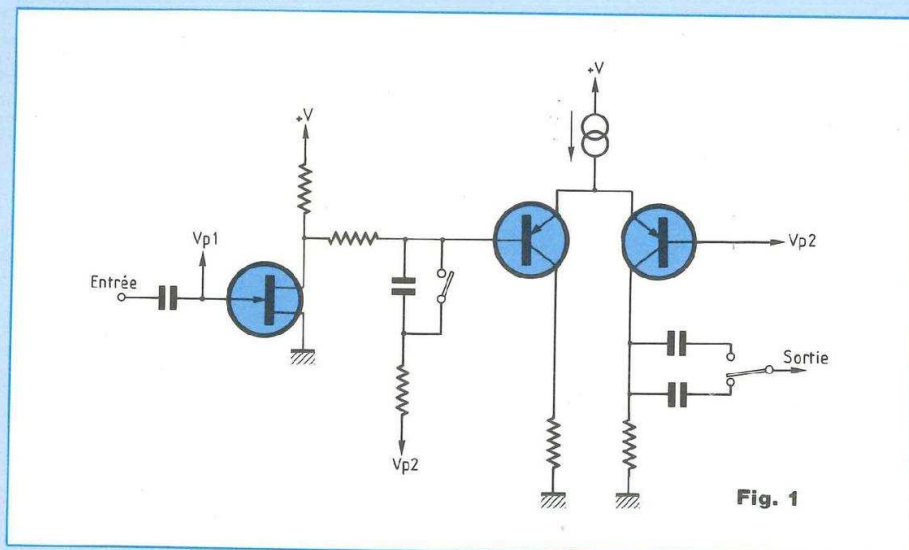 +V
+V
Vp1
Entrée
Vp2
Sortie
Vp2
Fig. 1